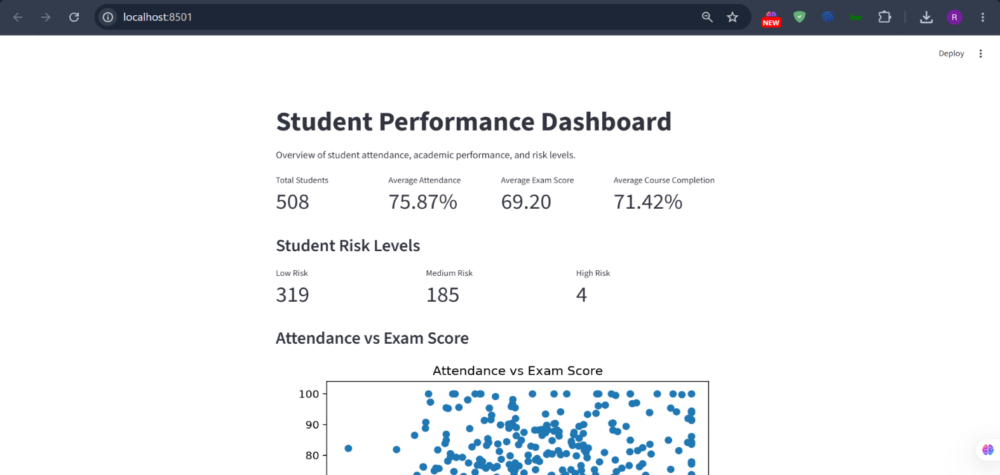 localhost:8501
NEW
bw
R
Deploy
Student Performance Dashboard
Overview of student attendance, academic performance, and risk levels.
Total Students Average Attendance Average Exam Score Average Course Completion
508 75.87% 69.20 71.42%
Student Risk Levels
Low Risk Medium Risk High Risk
319 185 4
Attendance vs Exam Score
Attendance vs Exam Score
100
90
80